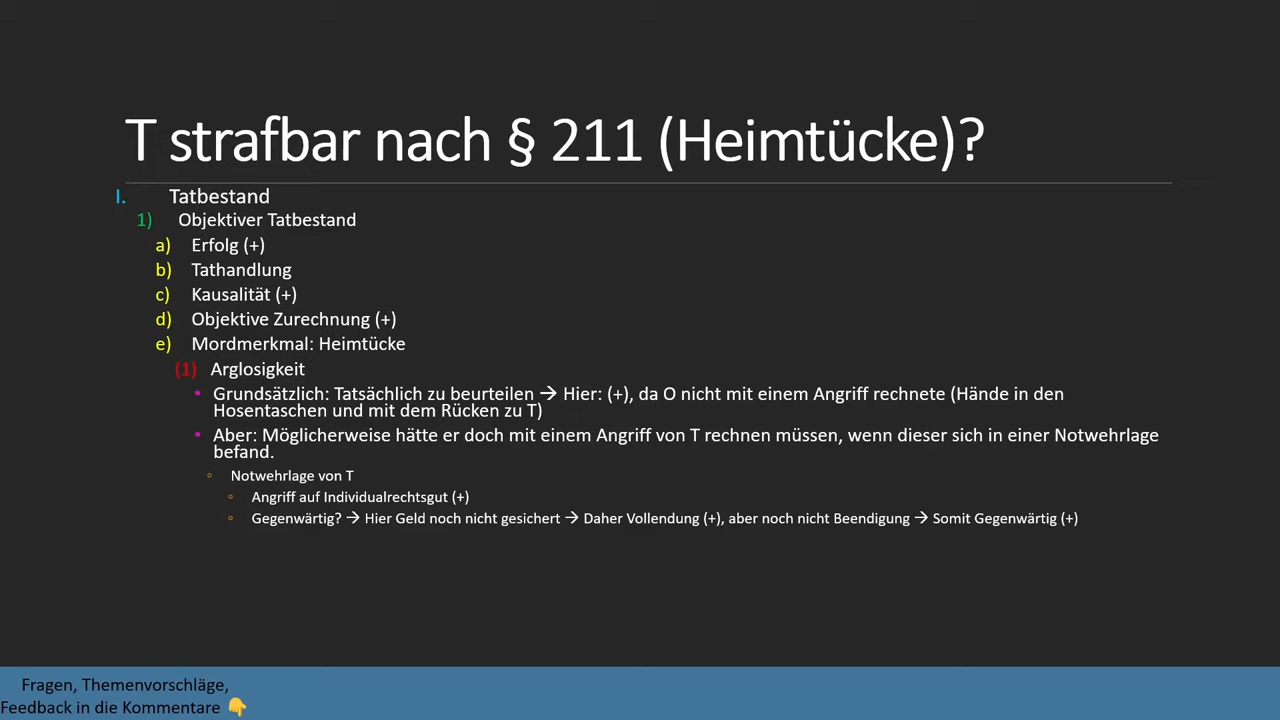 T strafbar nach § 211 (Heimtücke)?
I. Tatbestand
1) Objektiver Tatbestand
a) Erfolg (+)
b) Tathandlung
c) Kausalität (+)
d) Objektive Zurechnung (+)
e) Mordmerkmal: Heimtücke
(1) Arglosigkeit
• Grundsätzlich: Tatsächlich zu beurteilen → Hier: (+), da O nicht mit einem Angriff rechnete (Hände in den
Hosentaschen und mit dem Rücken zu T)
• Aber: Möglicherweise hätte er doch mit einem Angriff von T rechnen müssen, wenn dieser sich in einer Notwehrlage
befand.
◦ Notwehrlage von T
◦ Angriff auf Individualrechtsgut (+)
◦ Gegenwärtig? → Hier Geld noch nicht gesichert → Daher Vollendung (+), aber noch nicht Beendigung → Somit Gegenwärtig (+)
Fragen, Themenvorschläge,
Feedback in die Kommentare 👇